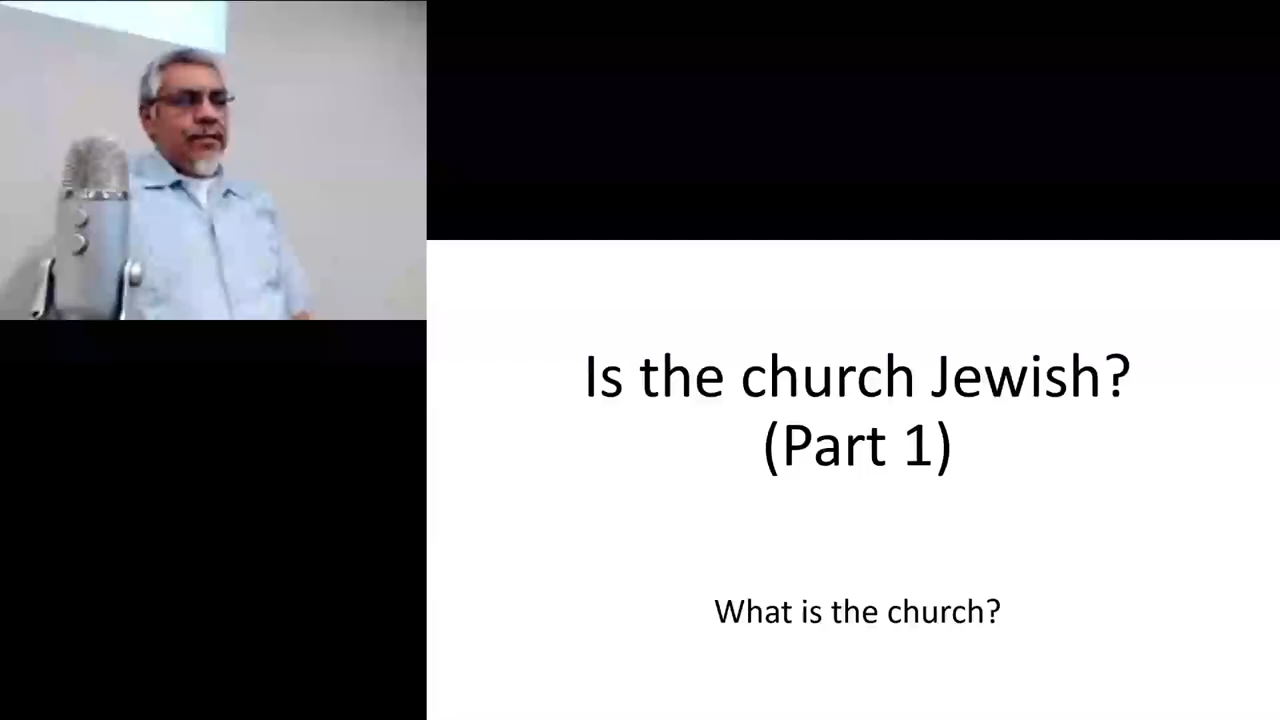 Is the church Jewish?
(Part 1)
What is the church?